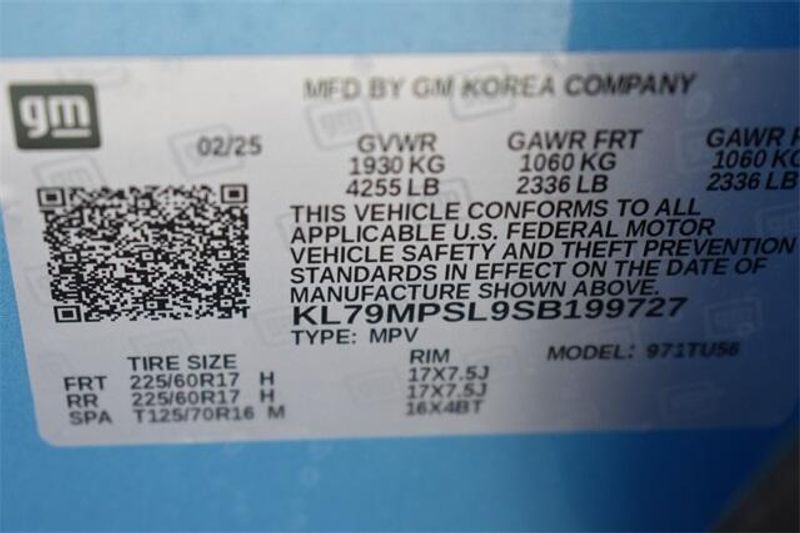 gm
MFD BY GM KOREA COMPANY
02/25
GVWR GAWR FRT GAWR
1930 KG 1060 KG 1060 KG
4255 LB 2336 LB 2336 LB
THIS VEHICLE CONFORMS TO ALL
APPLICABLE U.S. FEDERAL MOTOR
VEHICLE SAFETY AND THEFT PREVENTION
STANDARDS IN EFFECT ON THE DATE OF
MANUFACTURE SHOWN ABOVE.
KL79MPSL9SB199727
TYPE: MPV
MODEL: 971TU56
TIRE SIZE RIM
FRT 225/60R17 H 17X7.5J
RR 225/60R17 H 17X7.5J
SPA T125/70R16 M 16X4BT